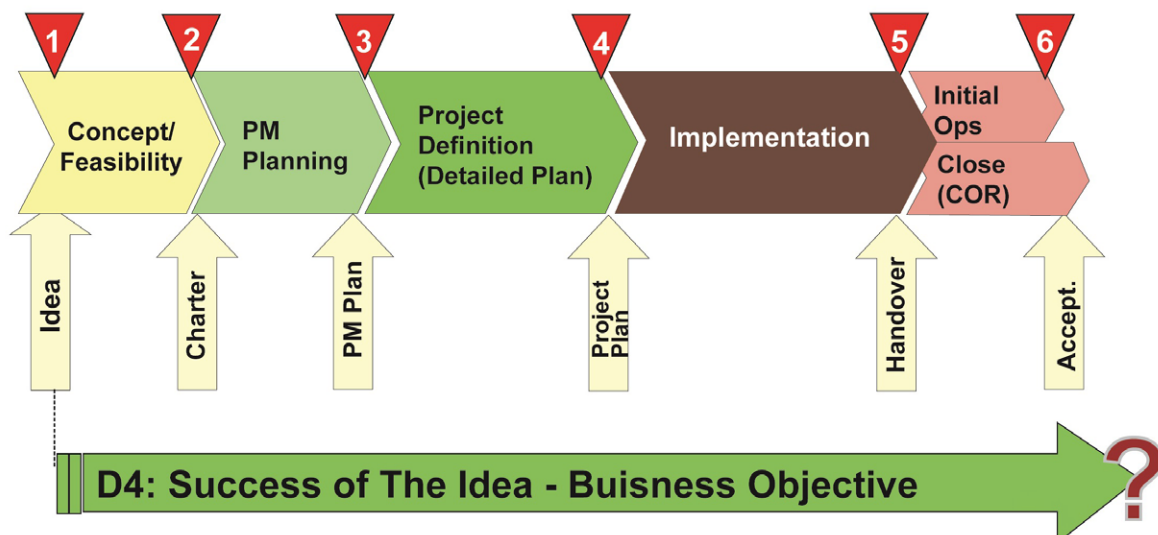 1
2
3
4
5
6
Concept/
Feasibility
PM
Planning
Project
Definition
(Detailed Plan)
Implementation
Initial
Ops
Close
(COR)
Idea
Charter
PM Plan
Project
Plan
Handover
Accept.
D4: Success of The Idea - Buisness Objective
?